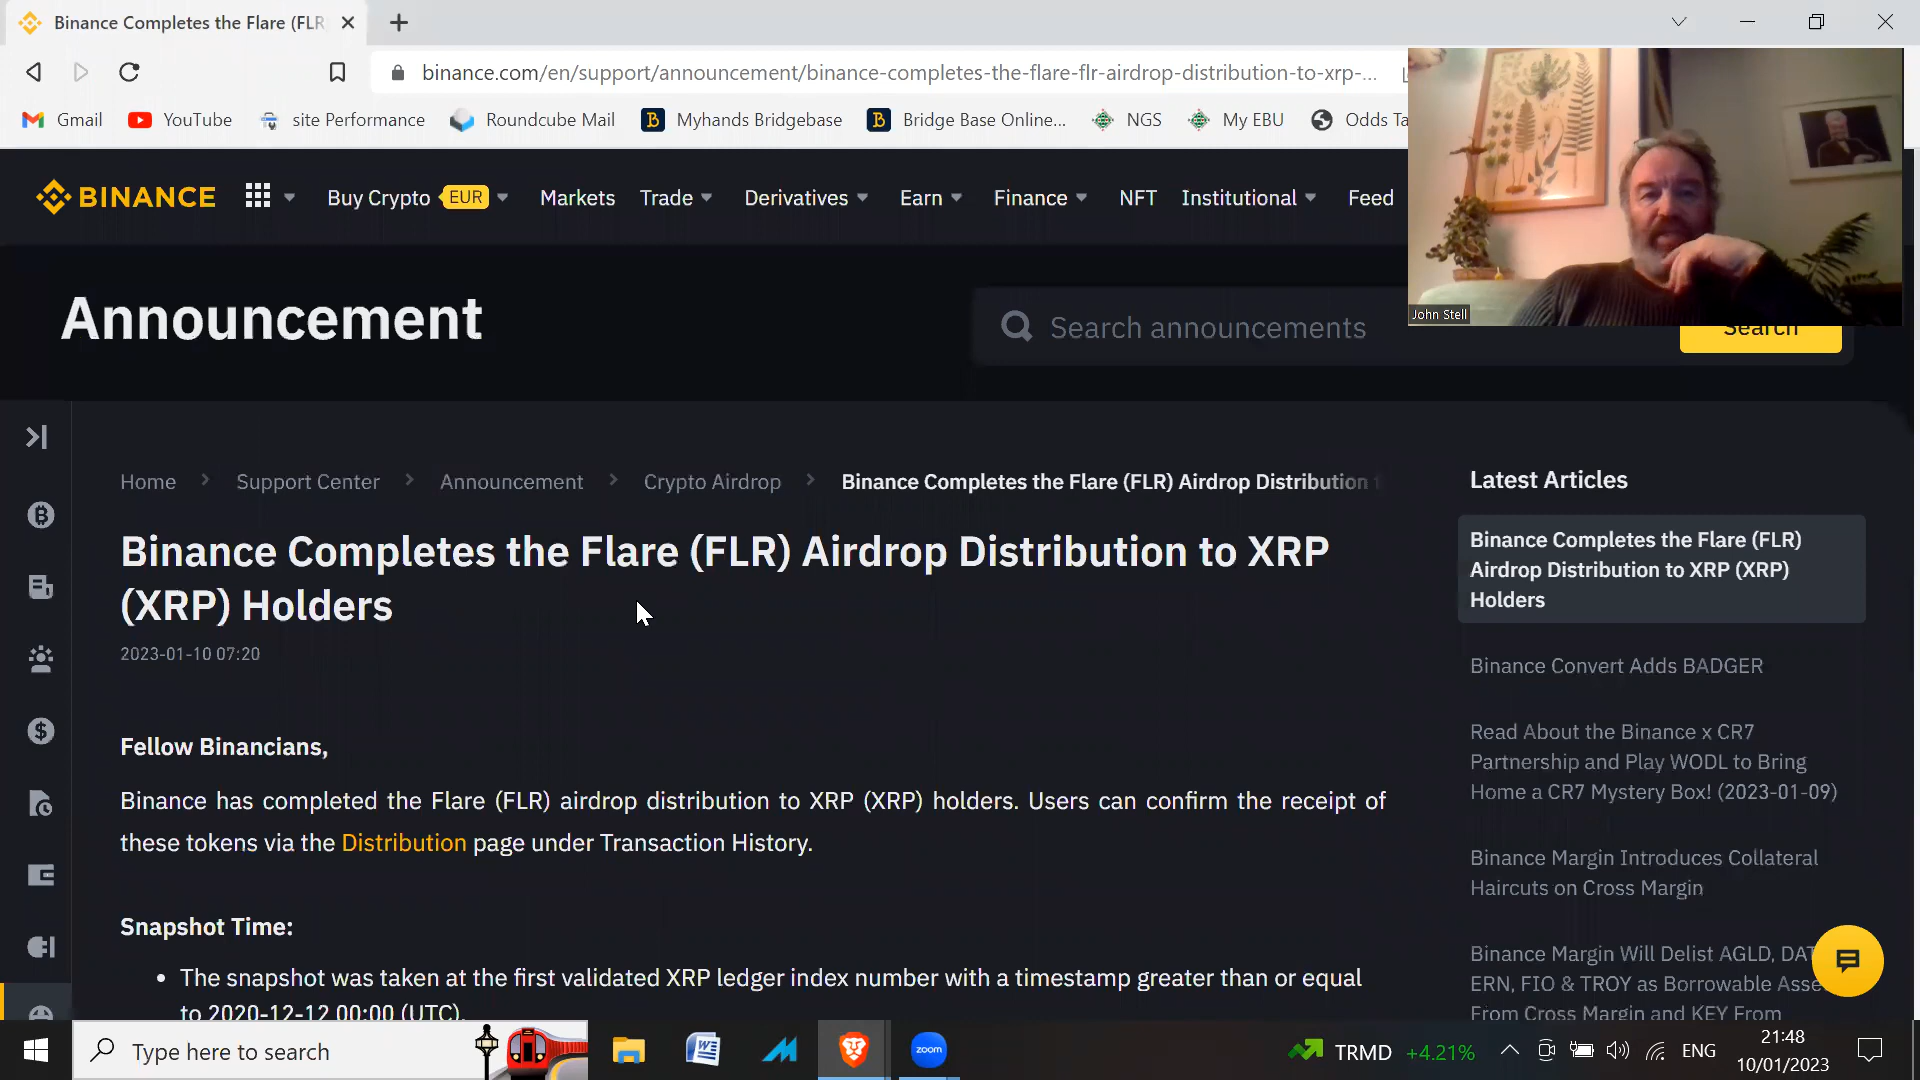 Binance Completes the Flare (FLR
binance.com/en/support/announcement/binance-completes-the-flare-flr-airdrop-distribution-to-xrp-...
Gmail YouTube site Performance Roundcube Mail Myhands Bridgebase Bridge Base Online... NGS My EBU Odds Ta
BINANCE Buy Crypto EUR Markets Trade Derivatives Earn Finance NFT Institutional Feed
John Stell
Announcement
Search announcements
Search
Home Support Center Announcement Crypto Airdrop Binance Completes the Flare (FLR) Airdrop Distribution
Binance Completes the Flare (FLR) Airdrop Distribution to XRP
(XRP) Holders
2023-01-10 07:20
Fellow Binancians,
Binance has completed the Flare (FLR) airdrop distribution to XRP (XRP) holders. Users can confirm the receipt of
these tokens via the Distribution page under Transaction History.
Snapshot Time:
• The snapshot was taken at the first validated XRP ledger index number with a timestamp greater than or equal
to 2020-12-12 00:00 (UTC).
Latest Articles
Binance Completes the Flare (FLR)
Airdrop Distribution to XRP (XRP)
Holders
Binance Convert Adds BADGER
Read About the Binance x CR7
Partnership and Play WODL to Bring
Home a CR7 Mystery Box! (2023-01-09)
Binance Margin Introduces Collateral
Haircuts on Cross Margin
Binance Margin Will Delist AGLD, DAT
ERN, FIO & TROY as Borrowable Asse
From Cross Margin and KEY From
Type here to search
zoom
TRMD +4.21%
ENG
21:48
10/01/2023